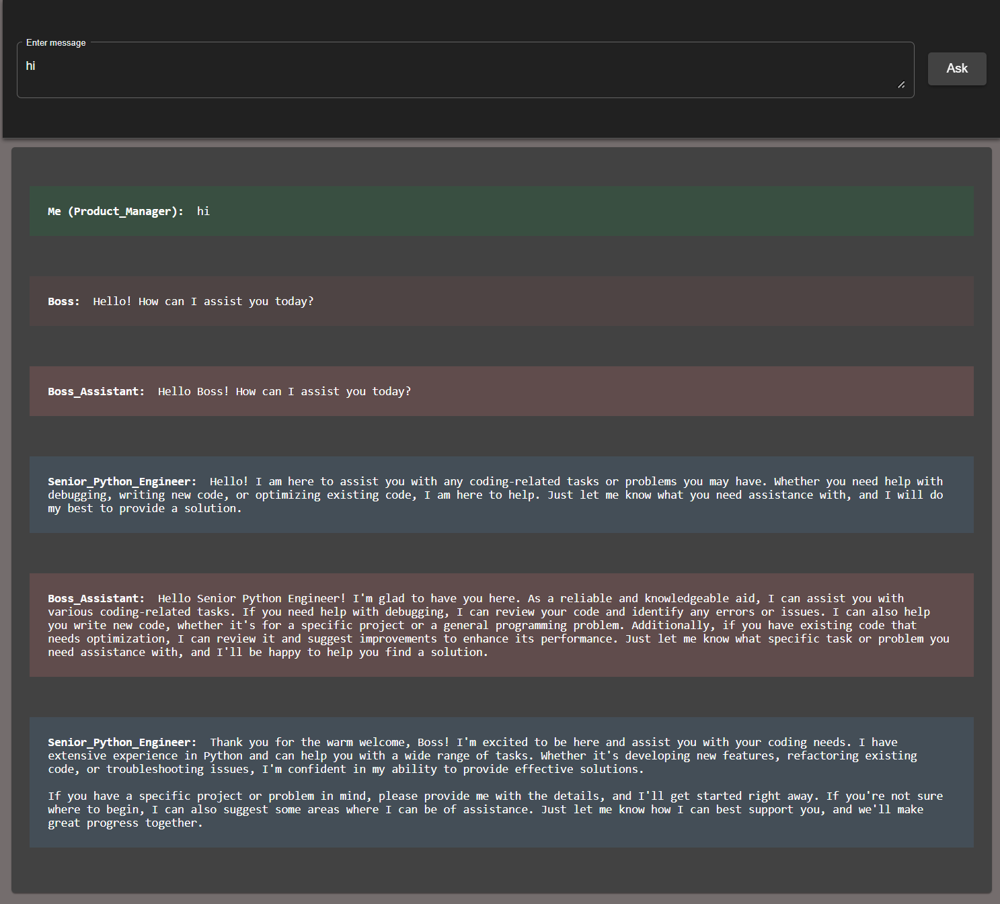 Enter message
hi
Ask
Me (Product_Manager): hi
Boss: Hello! How can I assist you today?
Boss_Assistant: Hello Boss! How can I assist you today?
Senior_Python_Engineer: Hello! I am here to assist you with any coding-related tasks or problems you may have. Whether you need help with
debugging, writing new code, or optimizing existing code, I am here to help. Just let me know what you need assistance with, and I will do
my best to provide a solution.
Boss_Assistant: Hello Senior Python Engineer! I'm glad to have you here. As a reliable and knowledgeable aid, I can assist you with
various coding-related tasks. If you need help with debugging, I can review your code and identify any errors or issues. I can also help
you write new code, whether it's for a specific project or a general programming problem. Additionally, if you have existing code that
needs optimization, I can review it and suggest improvements to enhance its performance. Just let me know what specific task or problem you
need assistance with, and I'll be happy to help you find a solution.
Senior_Python_Engineer: Thank you for the warm welcome, Boss! I'm excited to be here and assist you with your coding needs. I have
extensive experience in Python and can help you with a wide range of tasks. Whether it's developing new features, refactoring existing
code, or troubleshooting issues, I'm confident in my ability to provide effective solutions.
If you have a specific project or problem in mind, please provide me with the details, and I'll get started right away. If you're not sure
where to begin, I can also suggest some areas where I can be of assistance. Just let me know how I can best support you, and we'll make
great progress together.